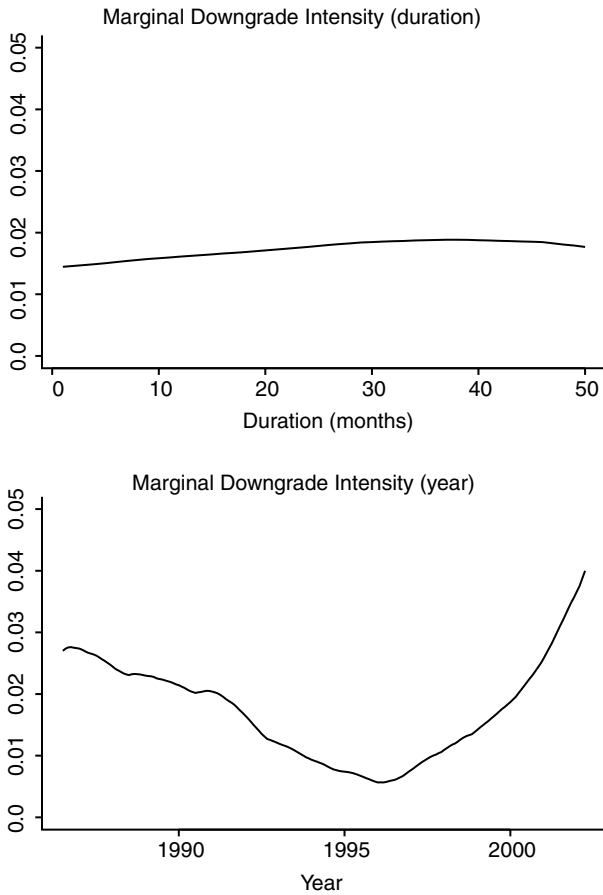 Marginal Downgrade Intensity (duration)
0.05
0.04
0.03
0.02
0.01
0.0
0 10 20 30 40 50
Duration (months)
Marginal Downgrade Intensity (year)
0.05
0.04
0.03
0.02
0.01
0.0
1990 1995 2000
Year